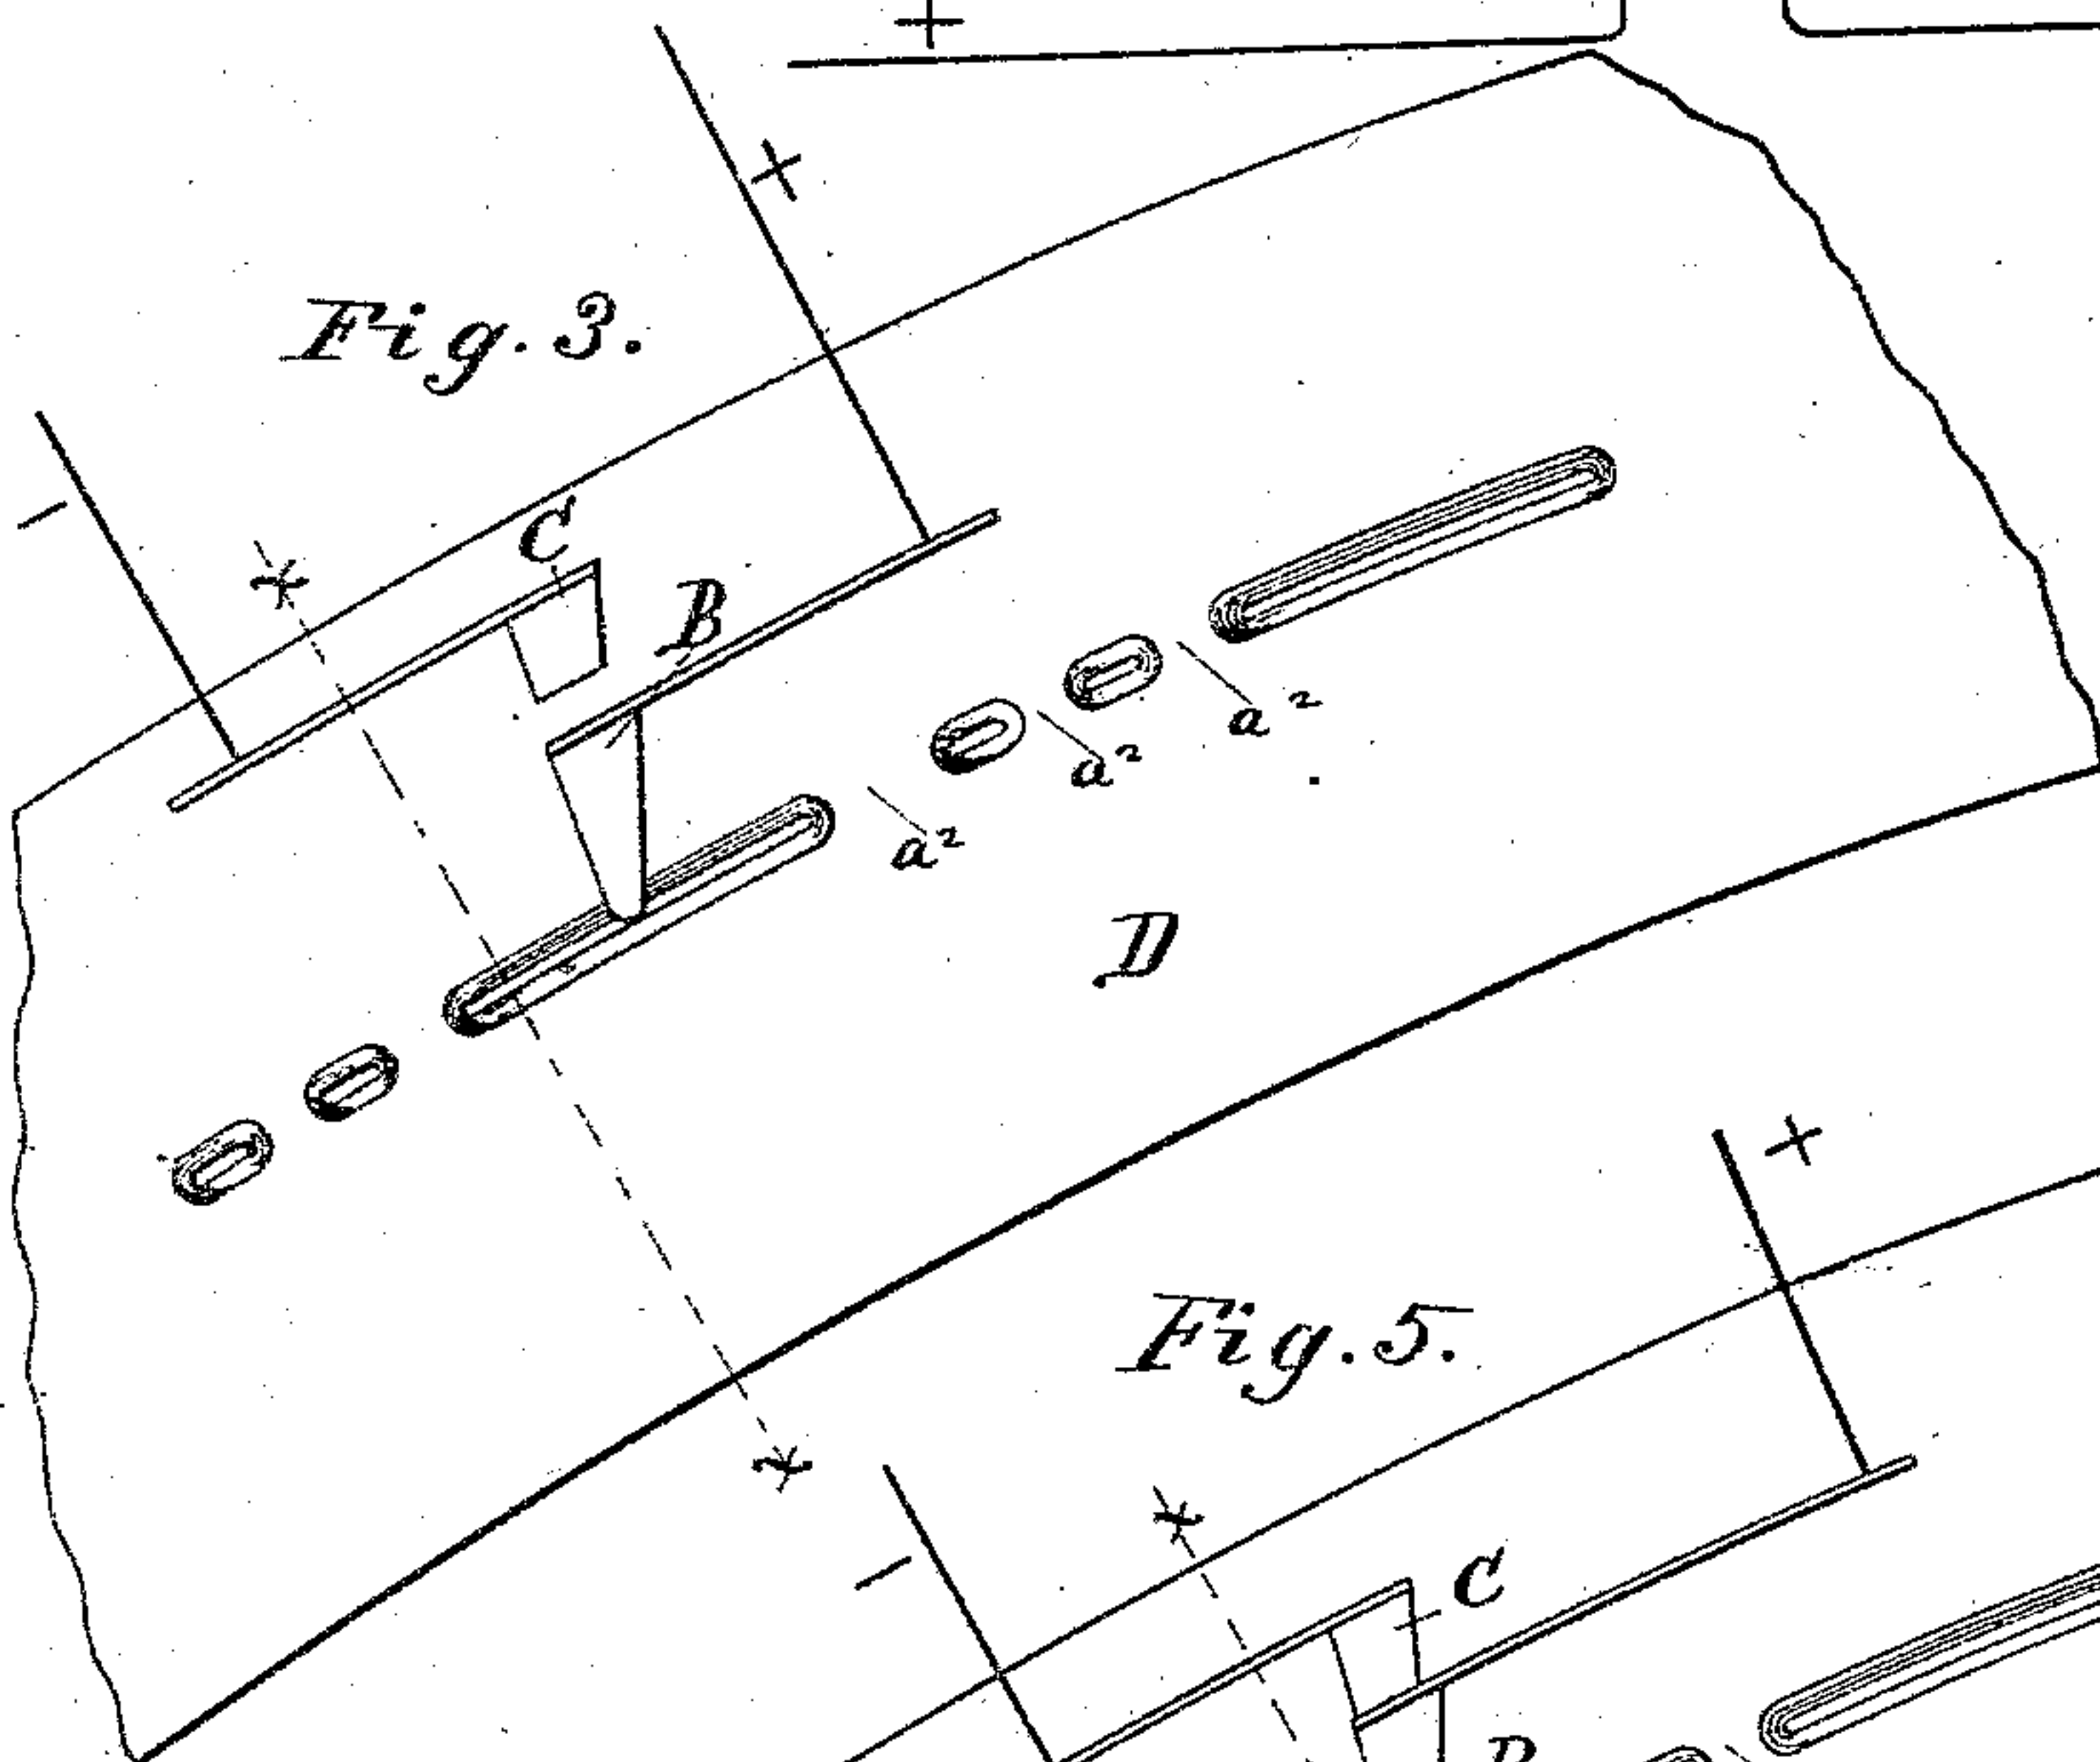 +
+
Fig. 3.
-
*
C
B
a²
a²
a²
D
+
Fig. 5.
*
*
-
C
B